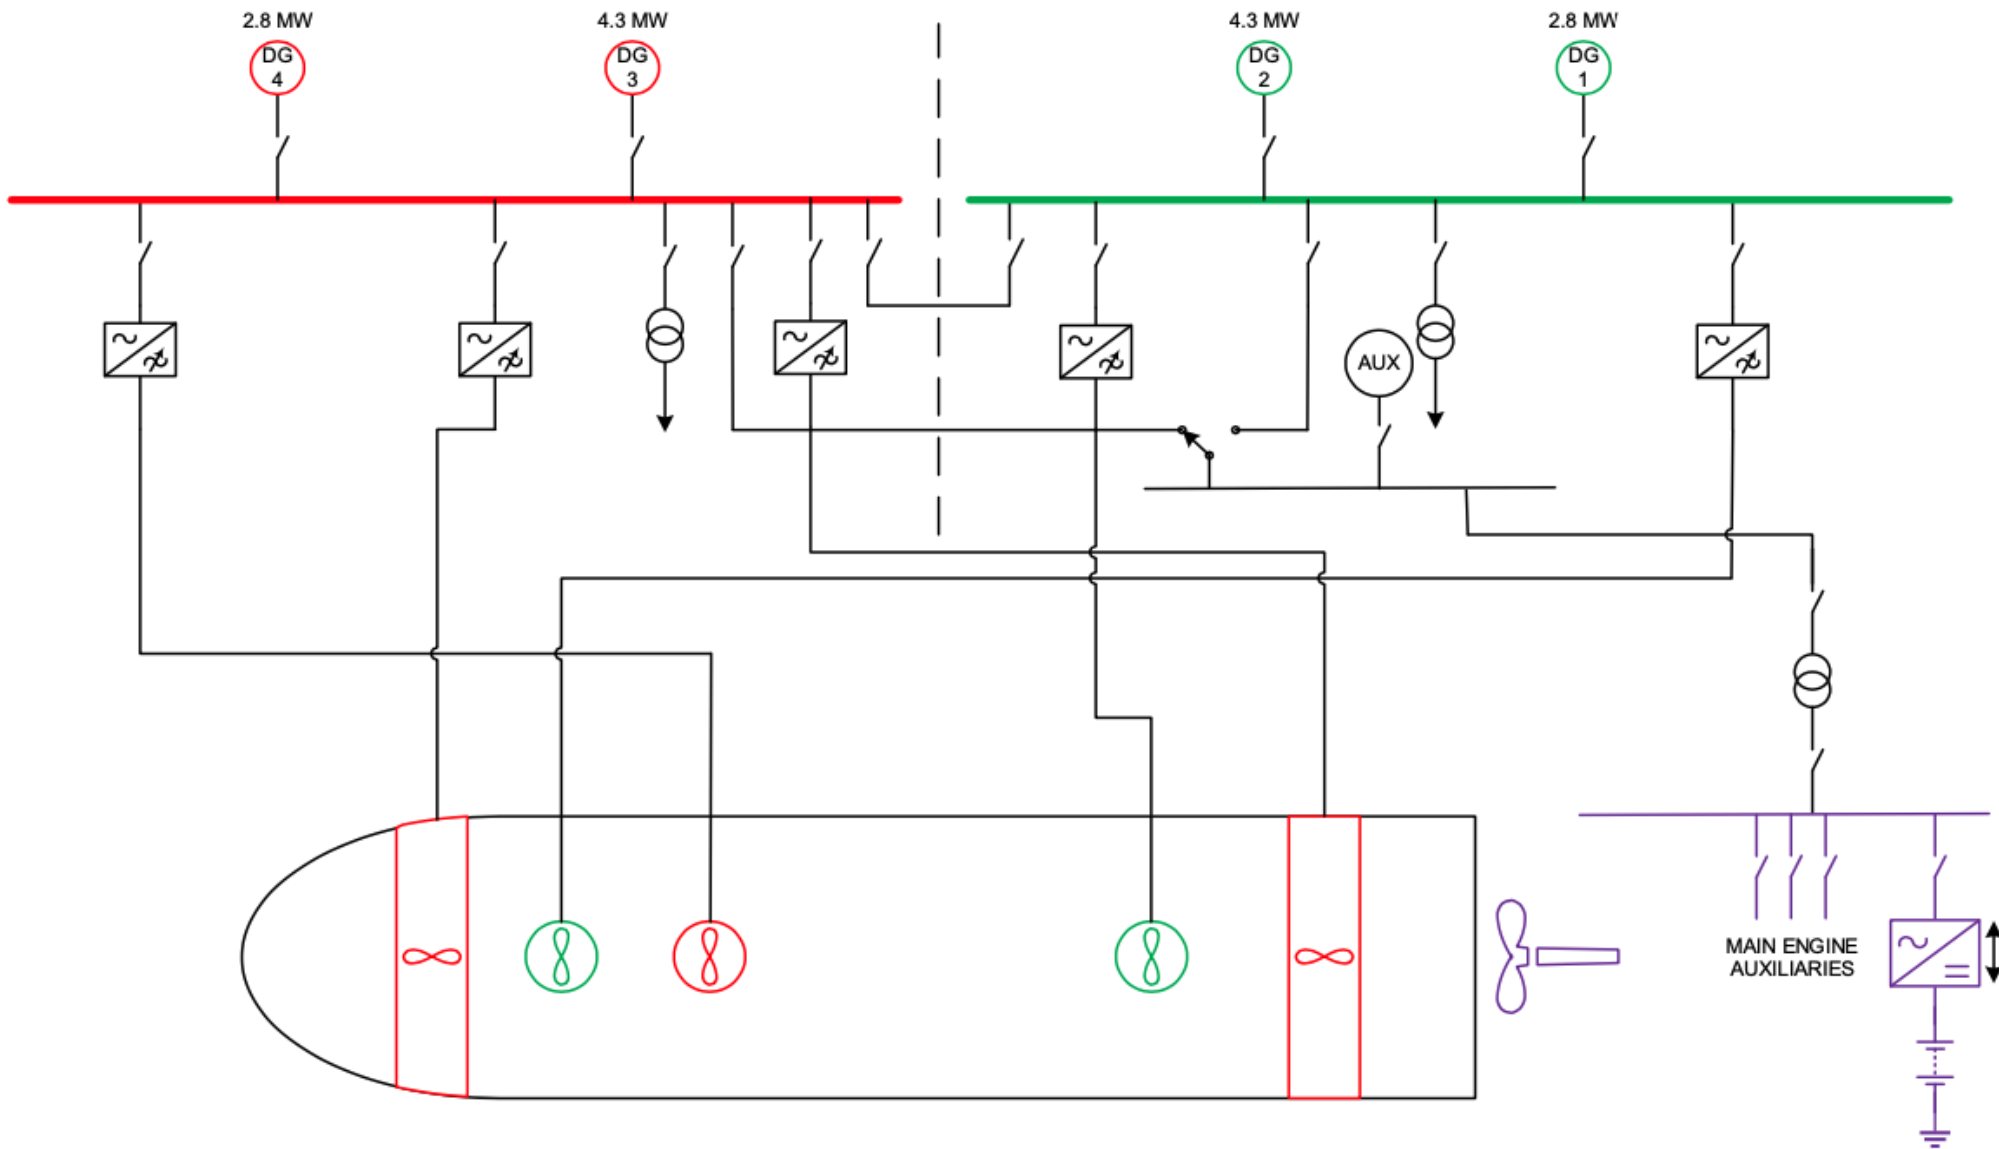 2.8 MW
4.3 MW
4.3 MW
2.8 MW
DG
4
DG
3
DG
2
DG
1
AUX
MAIN ENGINE
AUXILIARIES